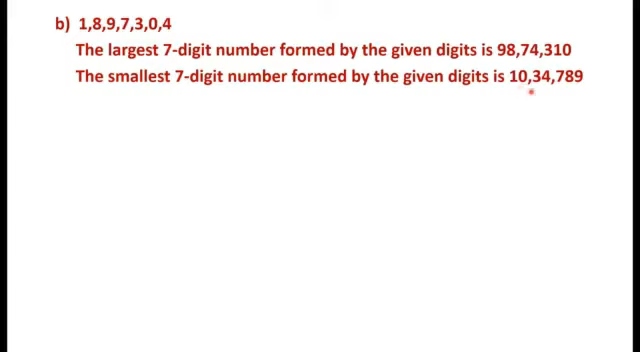 b) 1,8,9,7,3,0,4
The largest 7-digit number formed by the given digits is 98,74,310
The smallest 7-digit number formed by the given digits is 10,34,789